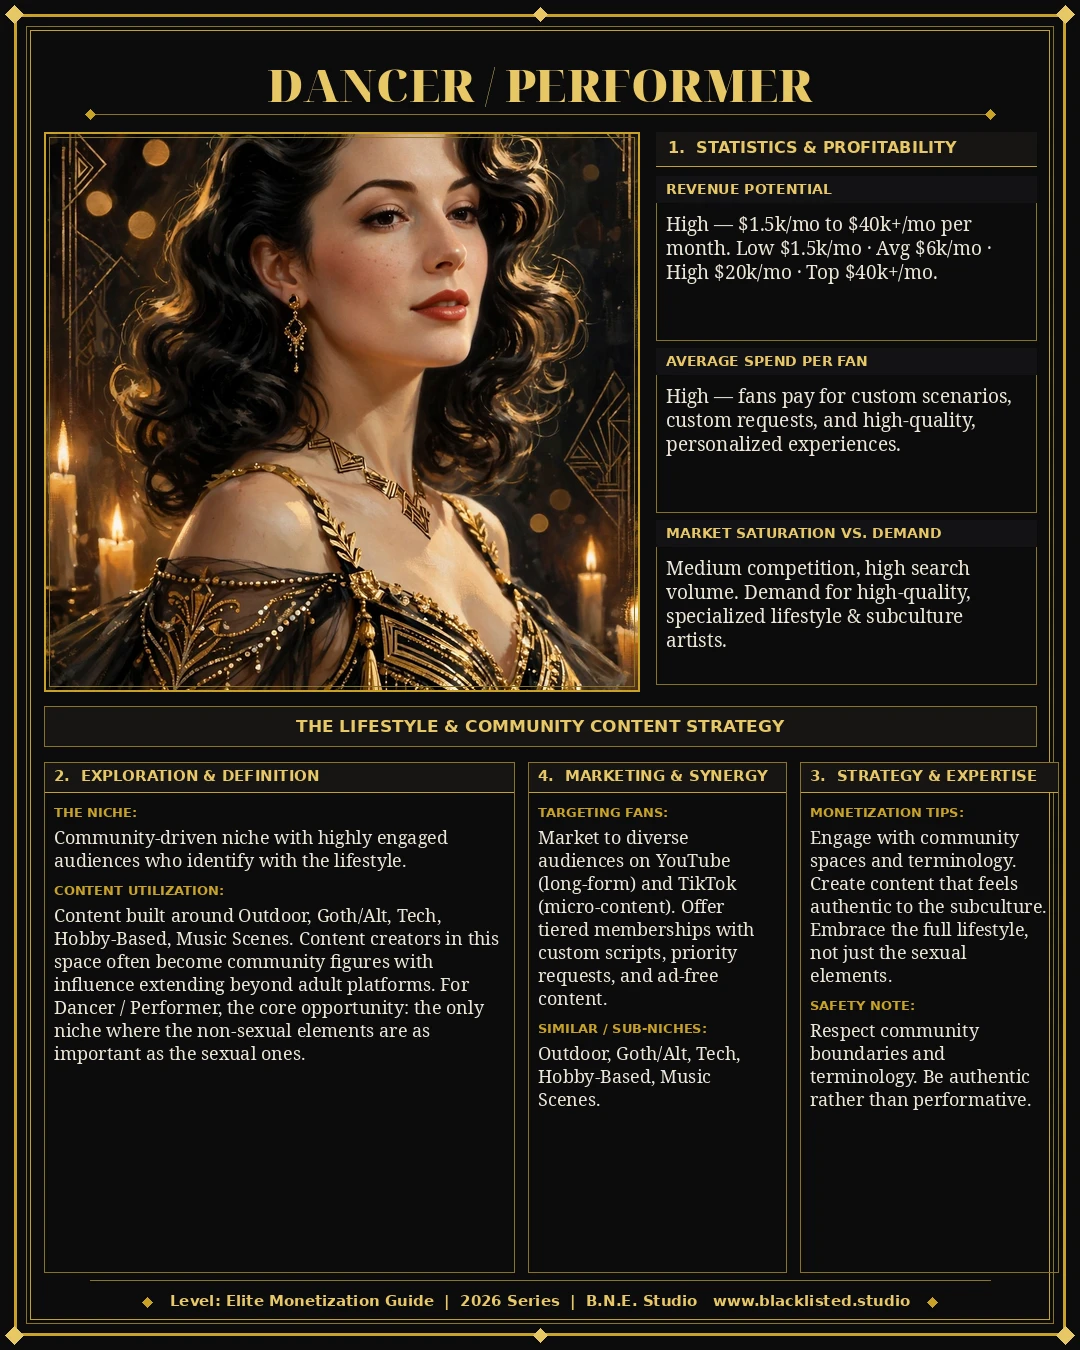 DANCER / PERFORMER
1. STATISTICS & PROFITABILITY
REVENUE POTENTIAL
High — $1.5k/mo to $40k+/mo per
month. Low $1.5k/mo · Avg $6k/mo ·
High $20k/mo · Top $40k+/mo.
AVERAGE SPEND PER FAN
High — fans pay for custom scenarios,
custom requests, and high-quality,
personalized experiences.
MARKET SATURATION VS. DEMAND
Medium competition, high search
volume. Demand for high-quality,
specialized lifestyle & subculture
artists.
THE LIFESTYLE & COMMUNITY CONTENT STRATEGY
2. EXPLORATION & DEFINITION
THE NICHE:
Community-driven niche with highly engaged
audiences who identify with the lifestyle.
CONTENT UTILIZATION:
Content built around Outdoor, Goth/Alt, Tech,
Hobby-Based, Music Scenes. Content creators in this
space often become community figures with
influence extending beyond adult platforms. For
Dancer / Performer, the core opportunity: the only
niche where the non-sexual elements are as
important as the sexual ones.
4. MARKETING & SYNERGY
TARGETING FANS:
Market to diverse
audiences on YouTube
(long-form) and TikTok
(micro-content). Offer
tiered memberships with
custom scripts, priority
requests, and ad-free
content.
SIMILAR / SUB-NICHES:
Outdoor, Goth/Alt, Tech,
Hobby-Based, Music
Scenes.
3. STRATEGY & EXPERTISE
MONETIZATION TIPS:
Engage with community
spaces and terminology.
Create content that feels
authentic to the subculture.
Embrace the full lifestyle,
not just the sexual
elements.
SAFETY NOTE:
Respect community
boundaries and
terminology. Be authentic
rather than performative.
Level: Elite Monetization Guide | 2026 Series | B.N.E. Studio www.blacklisted.studio